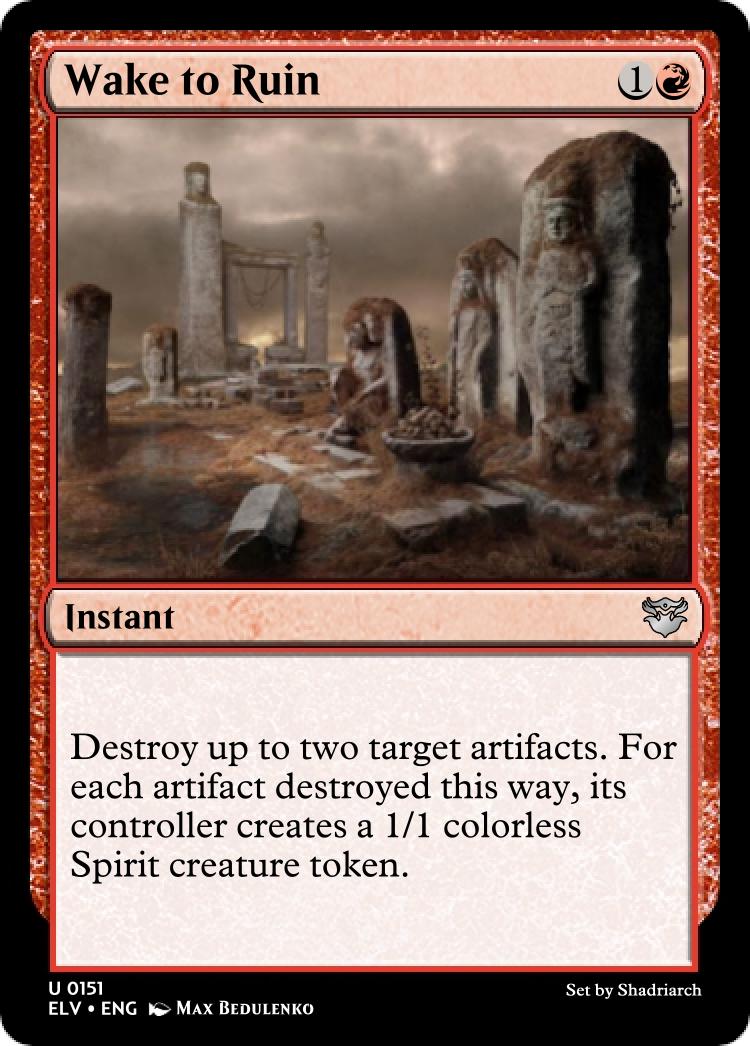 Wake to Ruin 1
Instant
Destroy up to two target artifacts. For
each artifact destroyed this way, its
controller creates a 1/1 colorless
Spirit creature token.
U 0151
ELV • ENG Max Bedulenko
Set by Shadriarch